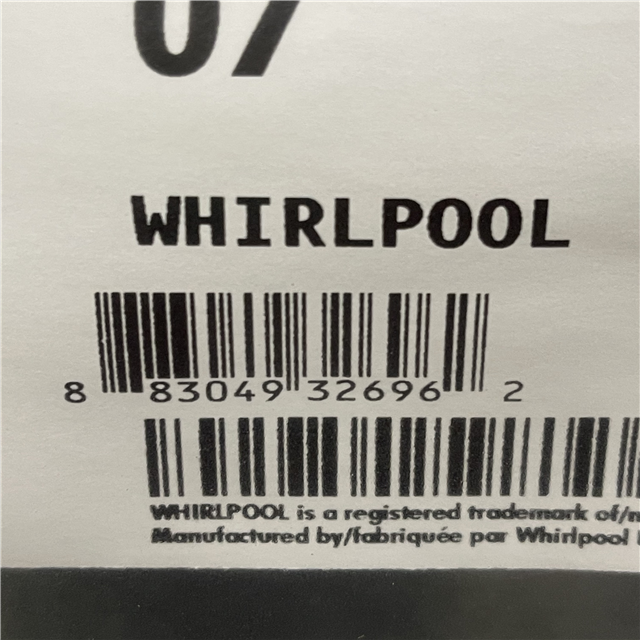 07
WHIRLPOOL
8 83049 32696 2
WHIRLPOOL is a registered trademark of/
Manufactured by/fabriquée par Whirlpool